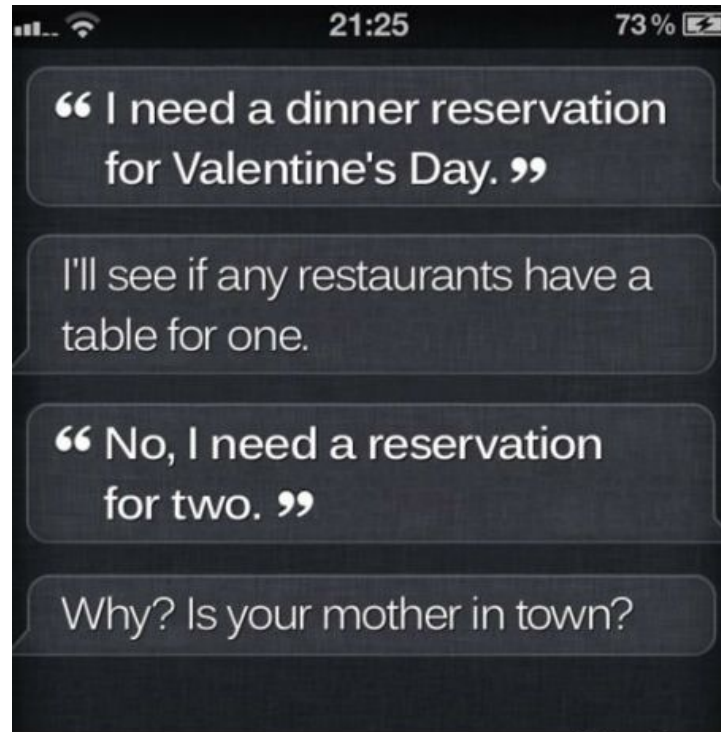 21:25 73%
“ I need a dinner reservation
for Valentine's Day. ”
I'll see if any restaurants have a
table for one.
“ No, I need a reservation
for two. ”
Why? Is your mother in town?